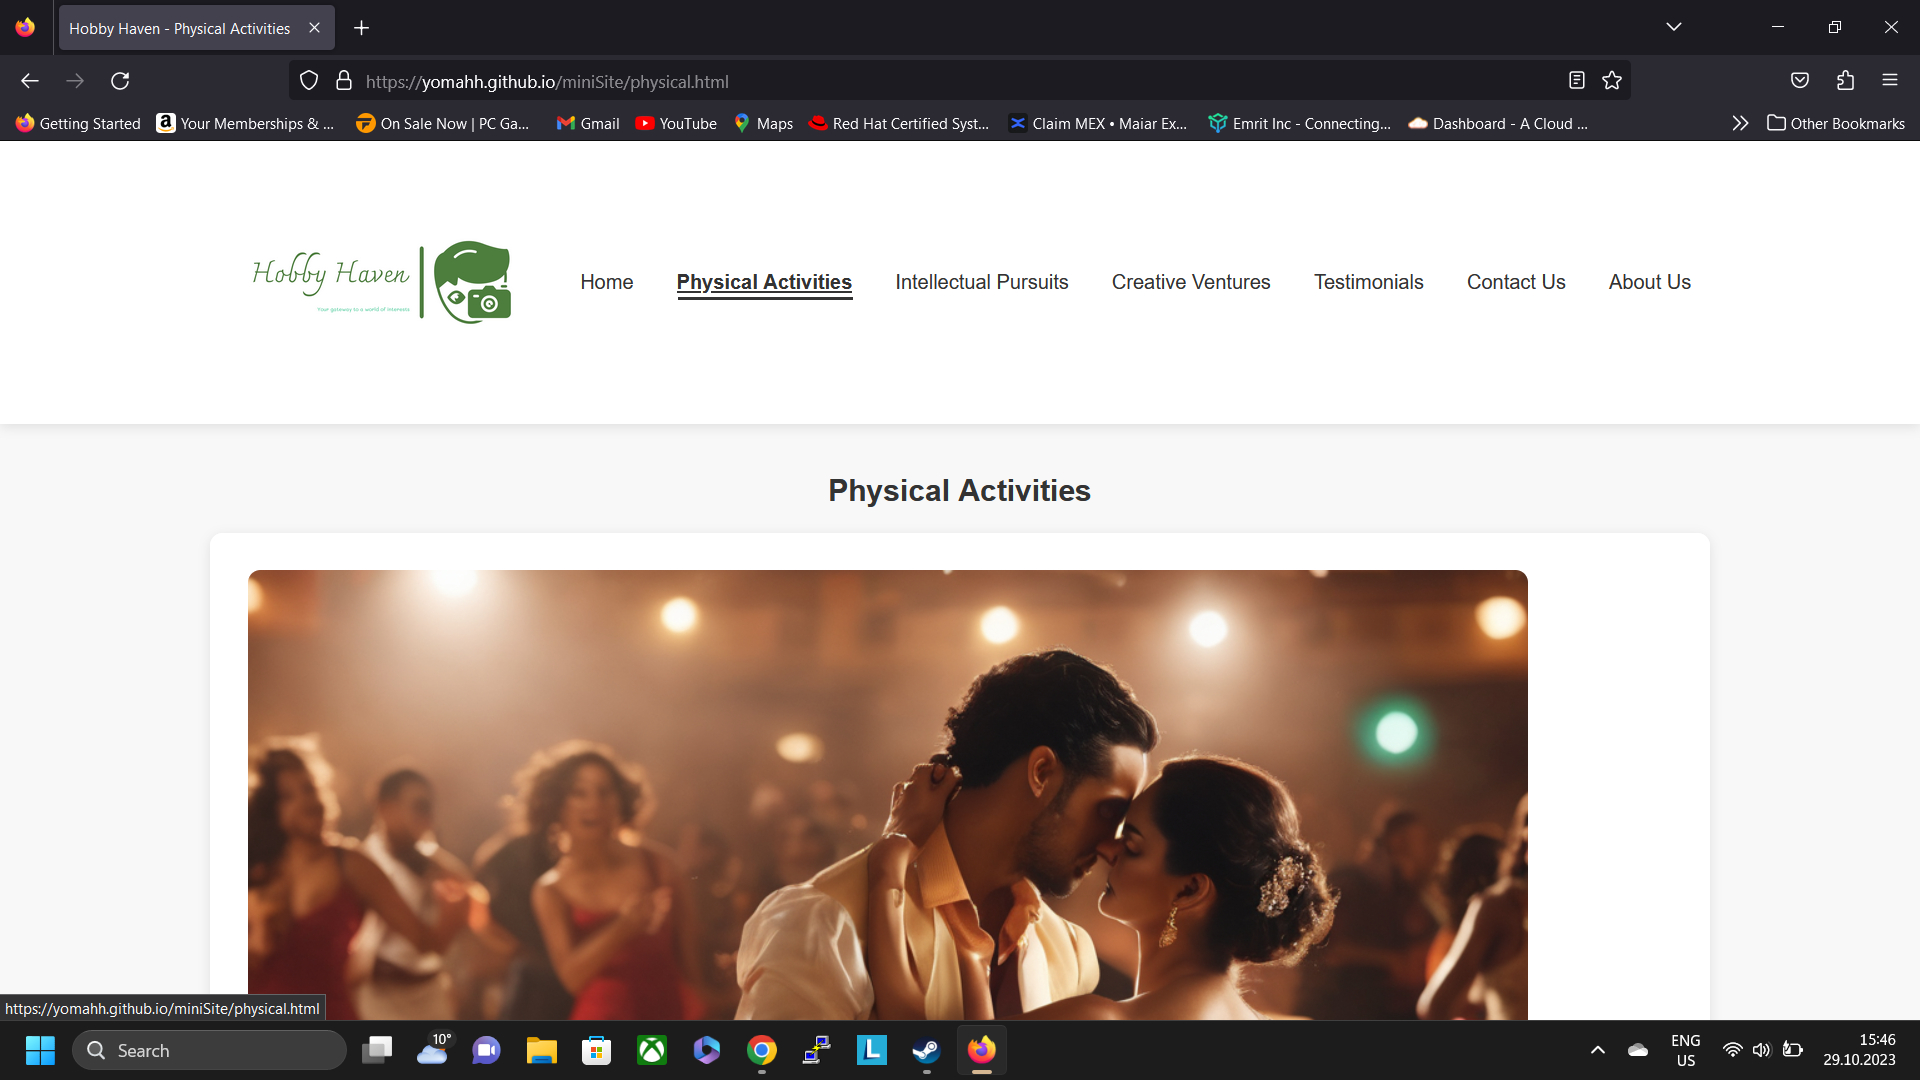 Hobby Haven - Physical Activities
https://yomahh.github.io/miniSite/physical.html
Getting Started Your Memberships & ... On Sale Now | PC Ga... Gmail YouTube Maps Red Hat Certified Syst... Claim MEX • Maiar Ex... Emrit Inc - Connecting... Dashboard - A Cloud ... Other Bookmarks
Hobby Haven
Your gateway to a world of interests
Home Physical Activities Intellectual Pursuits Creative Ventures Testimonials Contact Us About Us
Physical Activities
https://yomahh.github.io/miniSite/physical.html
Search
10°
L
ENG
US
15:46
29.10.2023